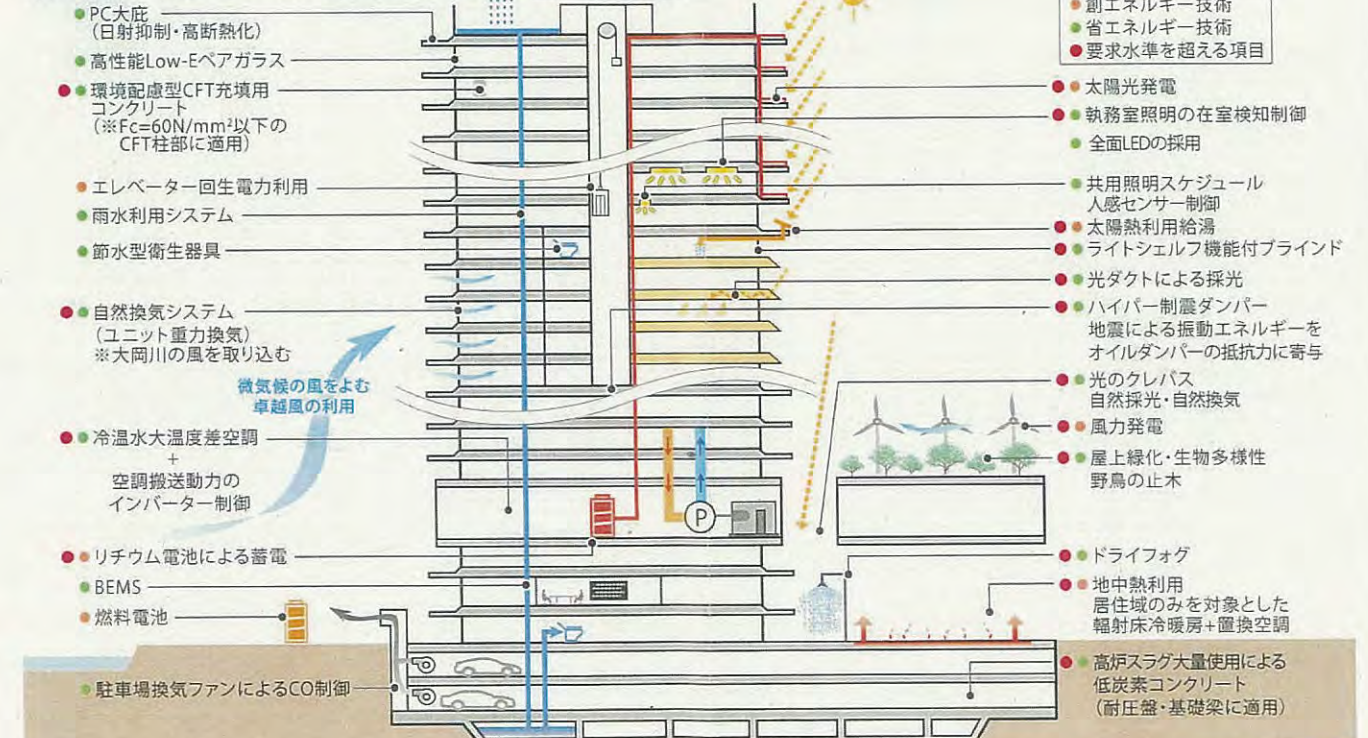 PC大庇
（日射抑制・高断熱化）
高性能Low-Eペアガラス
環境配慮型CFT充填用
コンクリート
（※Fc=60N/mm²以下の
CFT柱部に適用）
エレベーター回生電力利用
雨水利用システム
節水型衛生器具
自然換気システム
（ユニット重力換気）
※大岡川の風を取り込む
微気候の風をよむ
卓越風の利用
冷温水大温度差空調
+
空調搬送動力の
インバーター制御
リチウム電池による蓄電
BEMS
燃料電池
駐車場換気ファンによるCO制御
P
創エネルギー技術
省エネルギー技術
要求水準を超える項目
太陽光発電
執務室照明の在室検知制御
全面LEDの採用
共用照明スケジュール
人感センサー制御
太陽熱利用給湯
ライトシェルフ機能付ブラインド
光ダクトによる採光
ハイパー制震ダンパー
地震による振動エネルギーを
オイルダンパーの抵抗力に寄与
光のクレバス
自然採光・自然換気
風力発電
屋上緑化・生物多様性
野鳥の止木
ドライフォグ
地中熱利用
居住域のみを対象とした
輻射床冷暖房+置換空調
高炉スラグ大量使用による
低炭素コンクリート
（耐圧盤・基礎梁に適用）